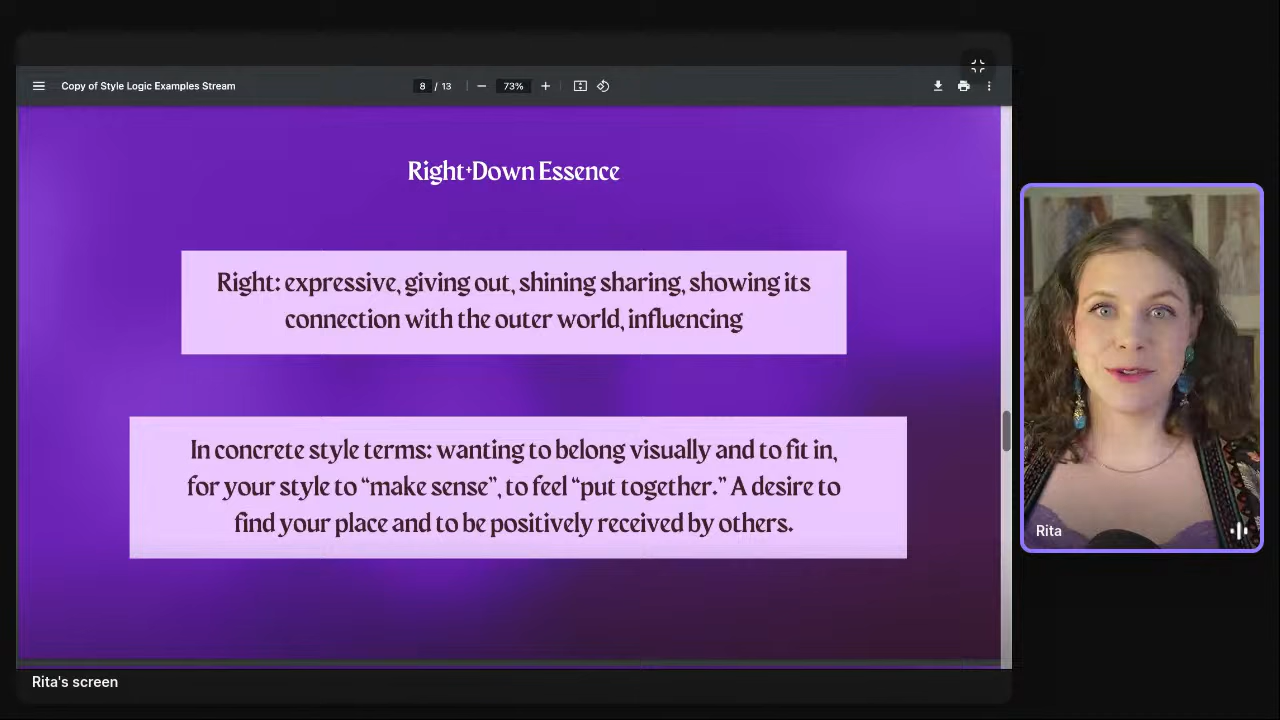 Copy of Style Logic Examples Stream
8 / 13
73%
Right+Down Essence
Right: expressive, giving out, shining sharing, showing its
connection with the outer world, influencing
In concrete style terms: wanting to belong visually and to fit in,
for your style to “make sense”, to feel “put together.” A desire to
find your place and to be positively received by others.
Rita
Rita's screen